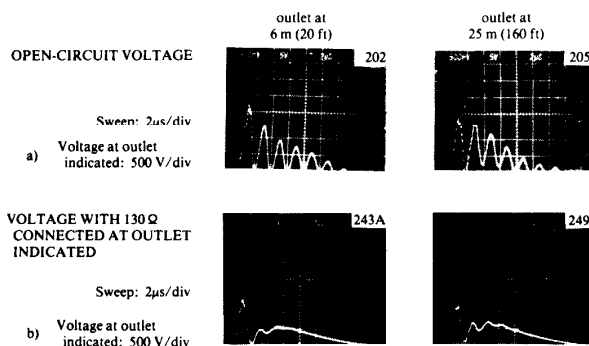 outlet at
6 m (20 ft)
outlet at
25 m (160 ft)
OPEN-CIRCUIT VOLTAGE
202
205
Sweep: 2μs/div
a) Voltage at outlet
indicated: 500 V/div
VOLTAGE WITH 130 Ω
CONNECTED AT OUTLET
INDICATED
243A
249
Sweep: 2μs/div
b) Voltage at outlet
indicated: 500 V/div